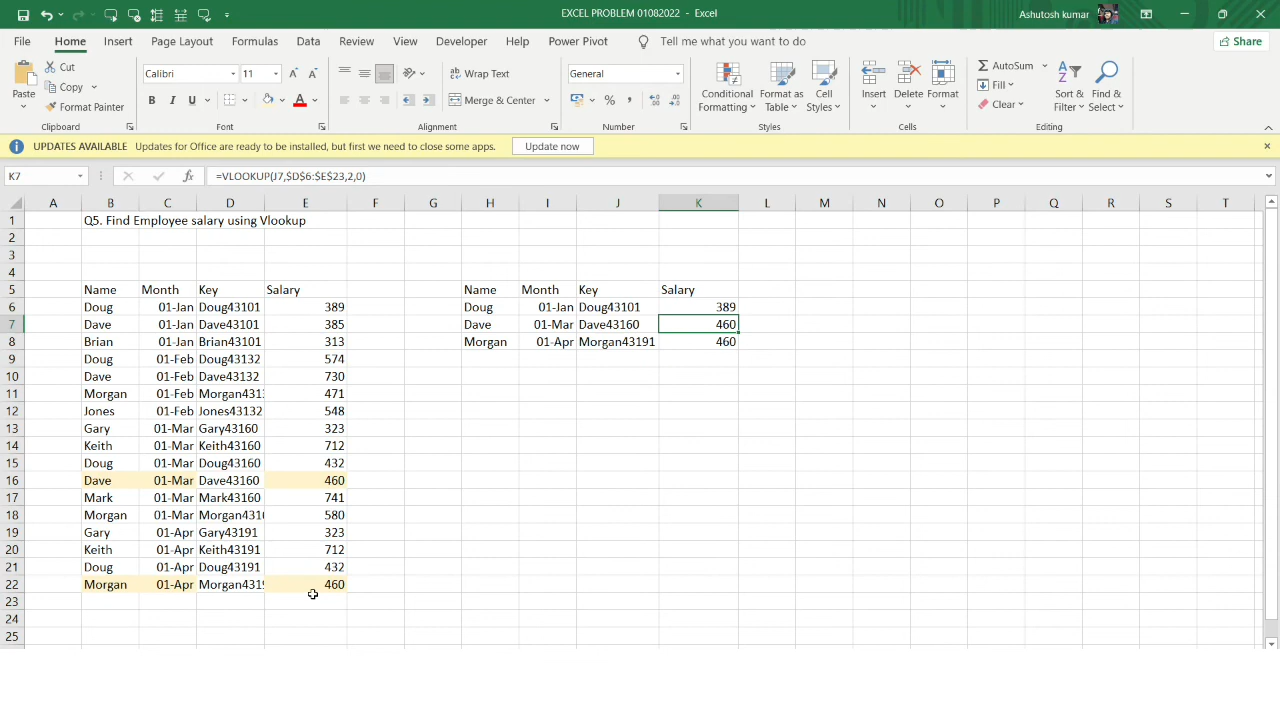 EXCEL PROBLEM 01082022 - Excel
Ashutosh kumar
File Home Insert Page Layout Formulas Data Review View Developer Help Power Pivot Tell me what you want to do Share
Paste Cut Copy Format Painter Clipboard
Calibri 11 B I U A Font
Wrap Text Merge & Center Alignment
General % , Number
Conditional Formatting Format as Table Cell Styles Styles
Insert Delete Format Cells
AutoSum Fill Clear Sort & Filter Find & Select Editing
UPDATES AVAILABLE Updates for Office are ready to be installed, but first we need to close some apps. Update now
K7 fx =VLOOKUP(J7,$D$6:$E$23,2,0)
A B C D E F G H I J K L M N O P Q R S T
1 Q5. Find Employee salary using Vlookup
2
3
4
5 Name Month Key Salary Name Month Key Salary
6 Doug 01-Jan Doug43101 389 Doug 01-Jan Doug43101 389
7 Dave 01-Jan Dave43101 385 Dave 01-Mar Dave43160 460
8 Brian 01-Jan Brian43101 313 Morgan 01-Apr Morgan43191 460
9 Doug 01-Feb Doug43132 574
10 Dave 01-Feb Dave43132 730
11 Morgan 01-Feb Morgan431 471
12 Jones 01-Feb Jones43132 548
13 Gary 01-Mar Gary43160 323
14 Keith 01-Mar Keith43160 712
15 Doug 01-Mar Doug43160 432
16 Dave 01-Mar Dave43160 460
17 Mark 01-Mar Mark43160 741
18 Morgan 01-Mar Morgan431 580
19 Gary 01-Apr Gary43191 323
20 Keith 01-Apr Keith43191 712
21 Doug 01-Apr Doug43191 432
22 Morgan 01-Apr Morgan431 460
23
24
25